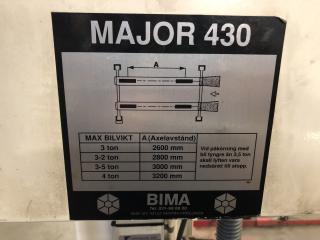 MAJOR 430
A
MAX BILVIKT A (Axelavstånd)
3 ton 2600 mm
3-2 ton 2800 mm
3-5 ton 3000 mm
4 ton 3200 mm
Vid påkörning med
bil tyngre än 3,5 ton
skall lyften vara
nedsänkt till stopp.
BIMA